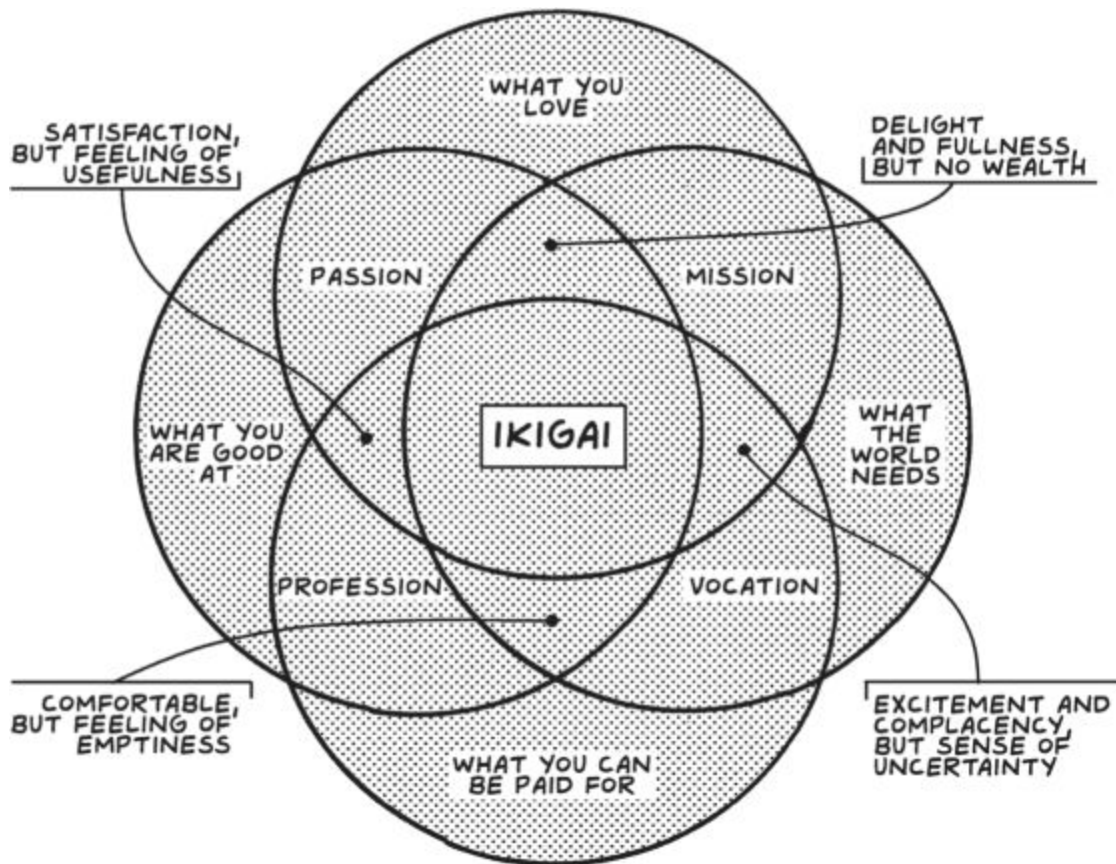 WHAT YOU
LOVE
SATISFACTION,
BUT FEELING OF
USEFULNESS
DELIGHT
AND FULLNESS,
BUT NO WEALTH
PASSION
MISSION
WHAT YOU
ARE GOOD
AT
IKIGAI
WHAT
THE
WORLD
NEEDS
PROFESSION
VOCATION
COMFORTABLE,
BUT FEELING OF
EMPTINESS
WHAT YOU CAN
BE PAID FOR
EXCITEMENT AND
COMPLACENCY,
BUT SENSE OF
UNCERTAINTY